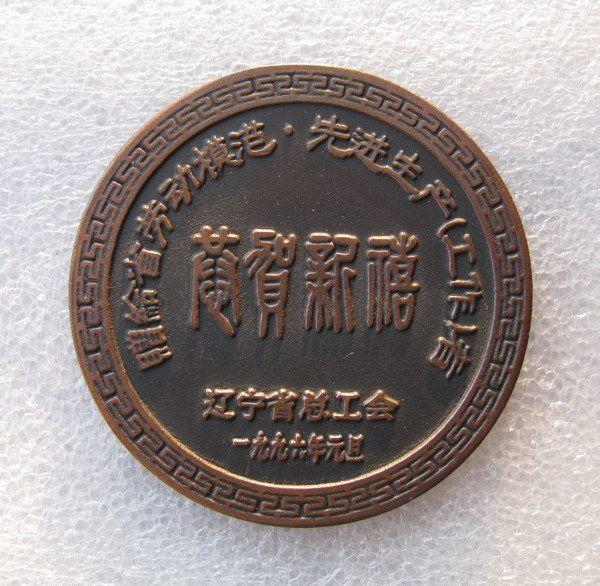 赠给省劳动模范·先进生产(工作)者
恭贺新禧
辽宁省总工会
一九九六年元旦